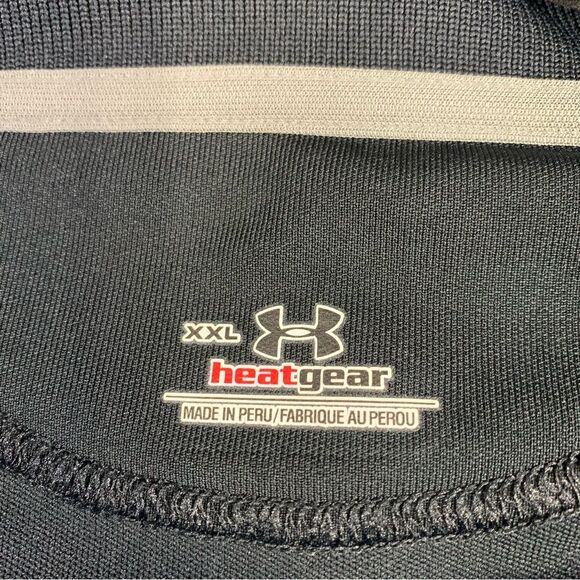 XXL
heatgear
MADE IN PERU/FABRIQUE AU PEROU